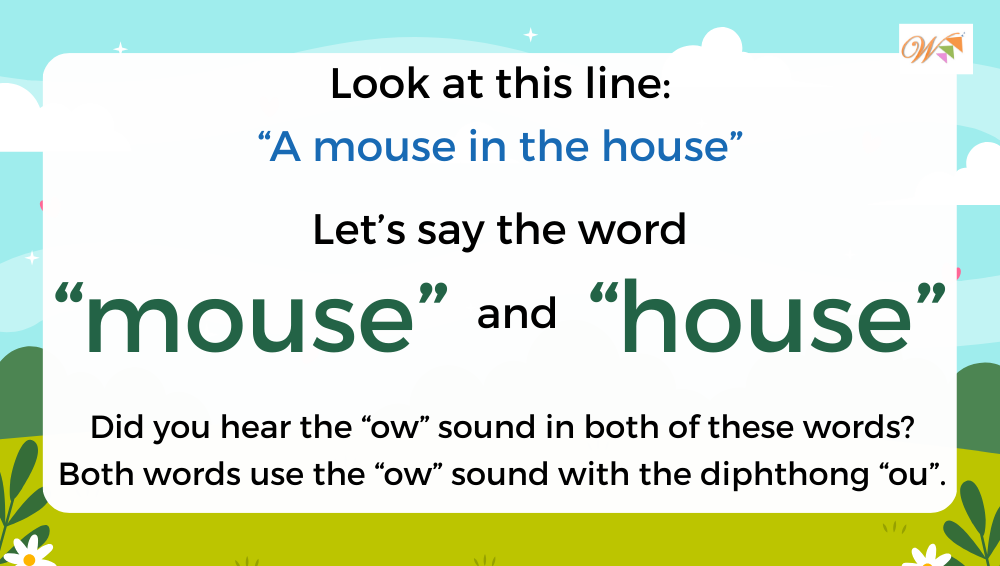 W
Look at this line:
“A mouse in the house”
Let’s say the word
“mouse” and “house”
Did you hear the “ow” sound in both of these words?
Both words use the “ow” sound with the diphthong “ou”.